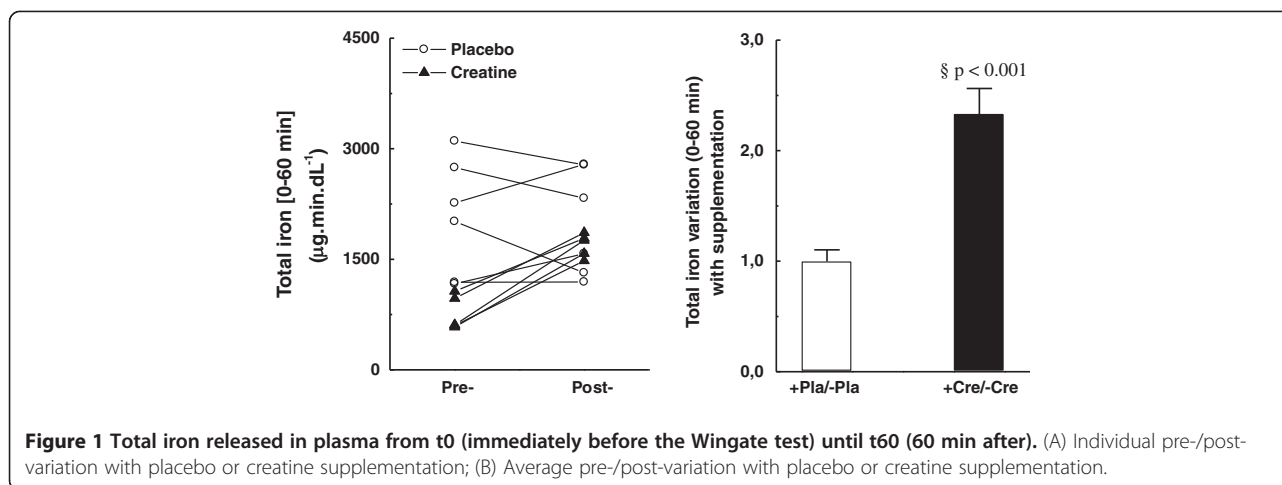 4500
3000
1500
0
Total iron [0-60 min]
(μg.min.dL⁻¹)
Placebo
Creatine
Pre-
Post-
3,0
2,0
1,0
0,0
Total iron variation (0-60 min)
with supplementation
§ p < 0.001
+Pla/-Pla
+Cre/-Cre
Figure 1 Total iron released in plasma from t0 (immediately before the Wingate test) until t60 (60 min after). (A) Individual pre-/post-
variation with placebo or creatine supplementation; (B) Average pre-/post-variation with placebo or creatine supplementation.